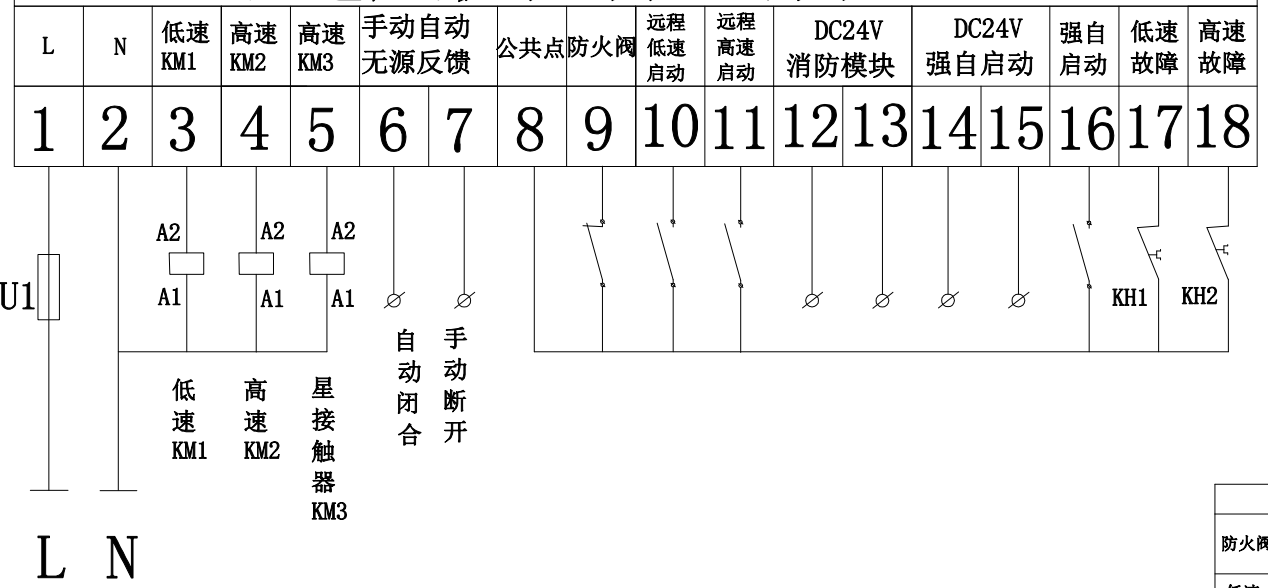 L
N
低速
KM1
高速
KM2
高速
KM3
手动自动
无源反馈
公共点
防火阀
远程
低速
启动
远程
高速
启动
DC24V
消防模块
DC24V
强自启动
强自
启动
低速
故障
高速
故障
1 2 3 4 5 6 7 8 9 10 11 12 13 14 15 16 17 18
A2
A2
A2
U1
A1
A1
A1
KH1
KH2
自动闭合
手动断开
低速
KM1
高速
KM2
星接触器
KM3
L
N
防火阀